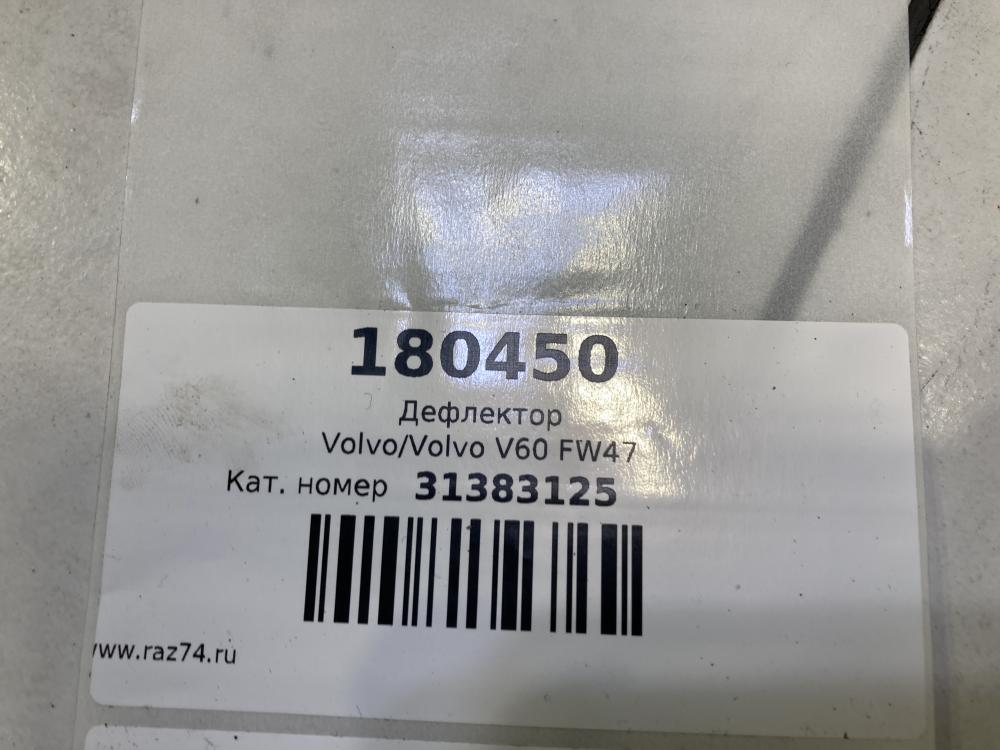 180450
Дефлектор
Volvo/Volvo V60 FW47
Кат. номер 31383125
www.raz74.ru